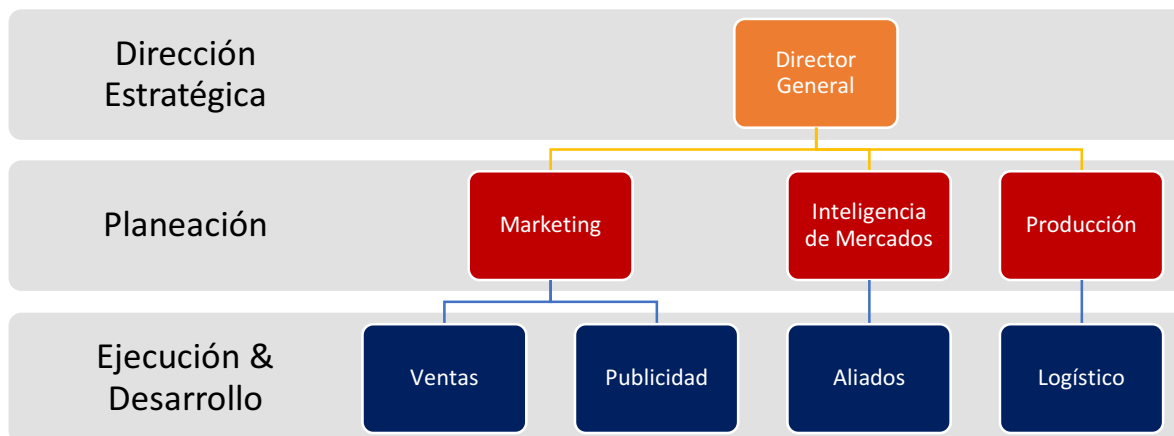 Dirección
Estratégica
Director
General
Planeación
Marketing
Inteligencia
de Mercados
Producción
Ejecución &
Desarrollo
Ventas
Publicidad
Aliados
Logístico